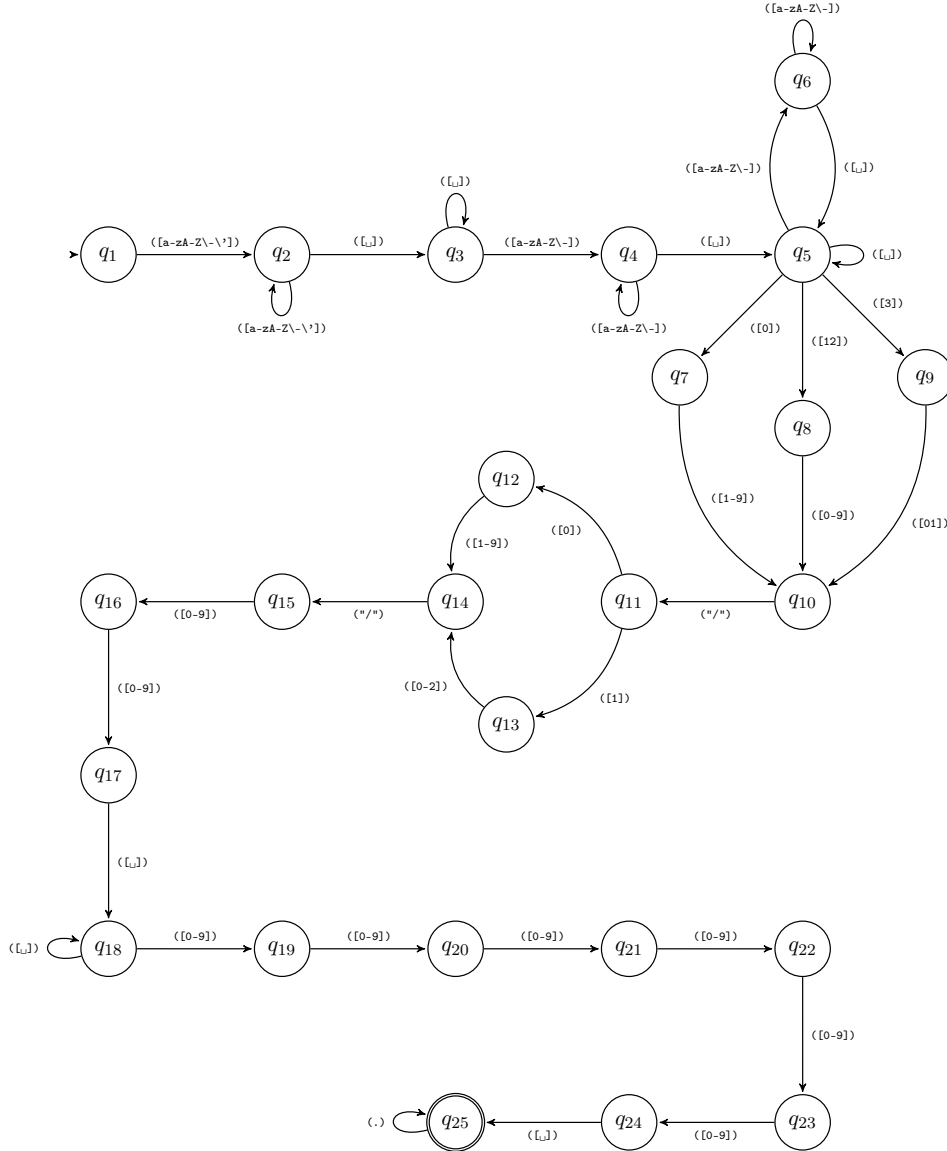 ([a-zA-Z\-])
q6
([a-zA-Z\-]) ([␣])
([␣])
q1 ([a-zA-Z\-\']) q2 ([␣]) q3 ([a-zA-Z\-]) q4 ([␣]) q5 ([␣])
([a-zA-Z\-\']) ([a-zA-Z\-])
([0]) ([12]) ([3])
q7 q9
q8
q12
([1-9]) ([0]) ([1-9]) ([0-9]) ([01])
q16 ([0-9]) q15 ("/") q14 q11 ("/") q10
([0-9]) ([0-2]) ([1])
q13
q17
([␣])
([␣]) q18 ([0-9]) q19 ([0-9]) q20 ([0-9]) q21 ([0-9]) q22
([0-9])
(.) q25 ([␣]) q24 ([0-9]) q23